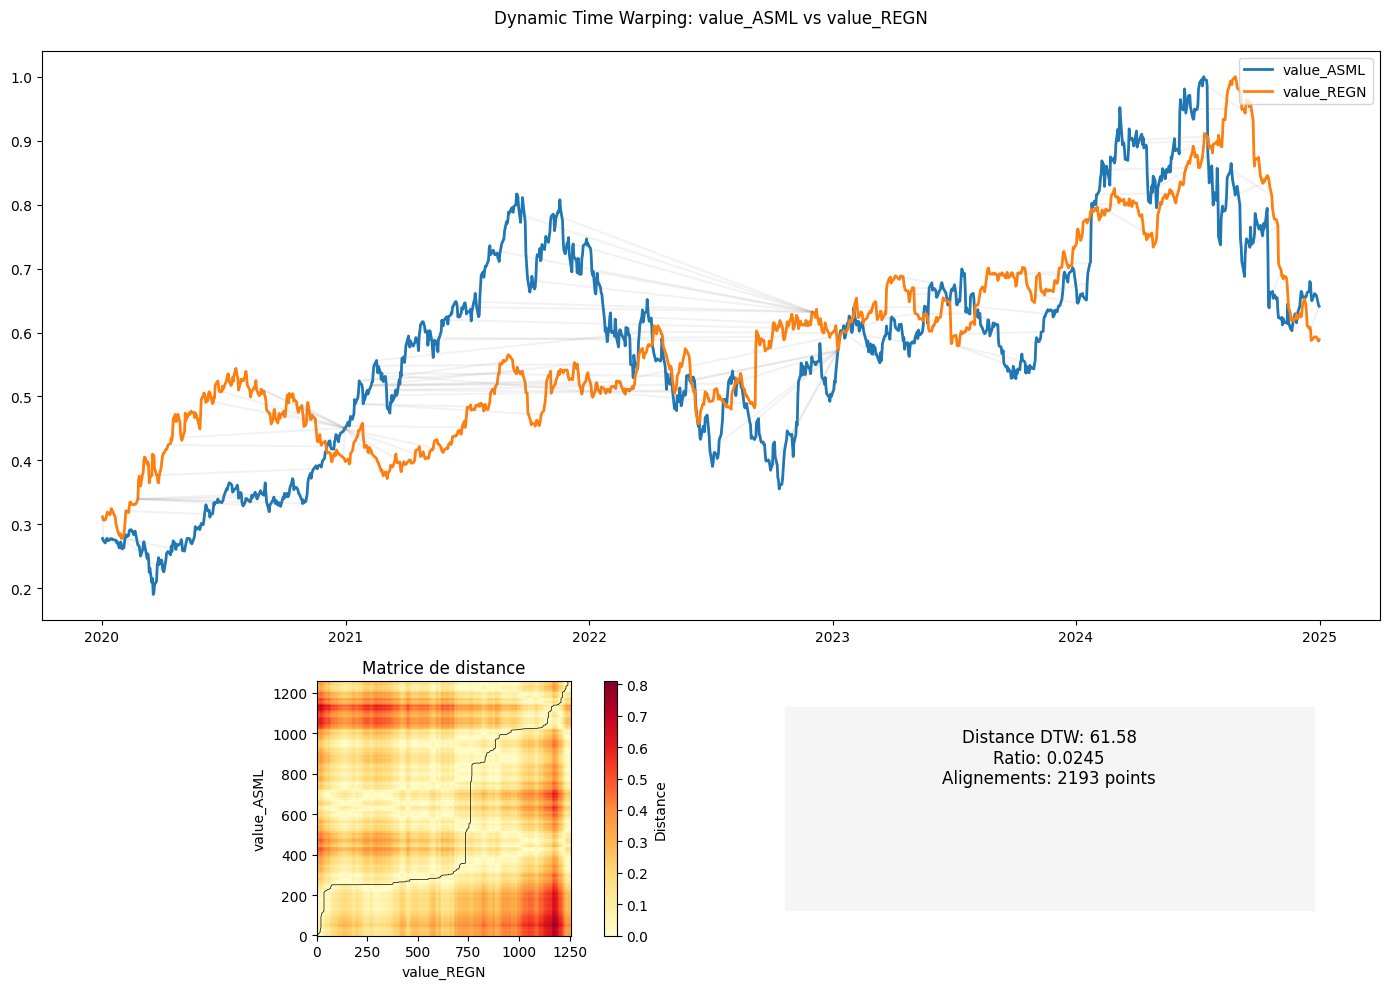 Dynamic Time Warping: value_ASML vs value_REGN
value_ASML
value_REGN
1.0
0.9
0.8
0.7
0.6
0.5
0.4
0.3
0.2
2020 2021 2022 2023 2024 2025
Matrice de distance
value_ASML
1200
1000
800
600
400
200
0
0 250 500 750 1000 1250
value_REGN
0.8
0.7
0.6
0.5
0.4
0.3
0.2
0.1
0.0
Distance
Distance DTW: 61.58
Ratio: 0.0245
Alignements: 2193 points